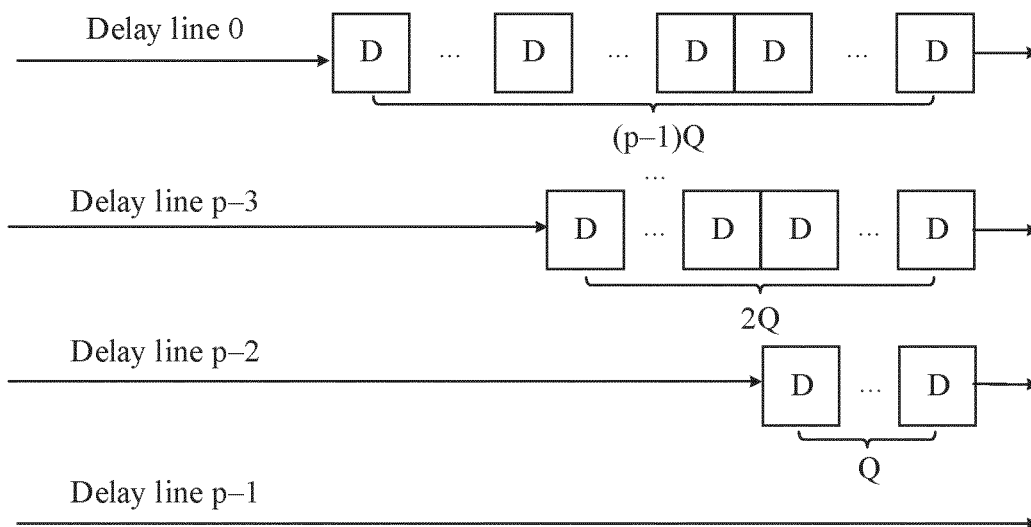 Delay line 0
D ... D ... D D ... D
(p–1)Q
...
Delay line p–3
D ... D D ... D
2Q
Delay line p–2
D ... D
Q
Delay line p–1